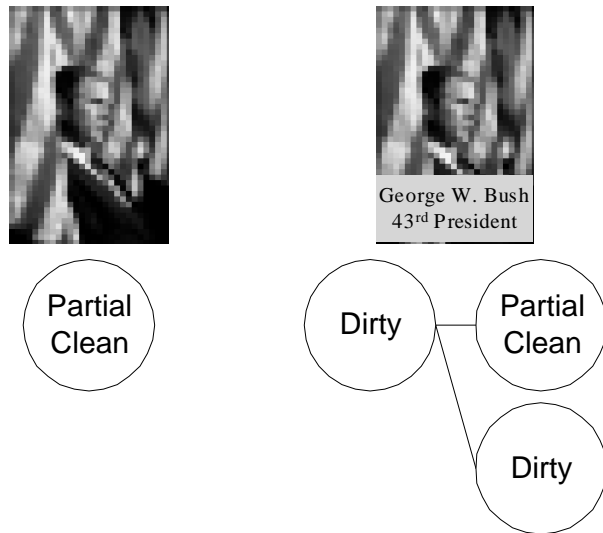 George W. Bush
43rd President
Partial
Clean
Dirty
Partial
Clean
Dirty